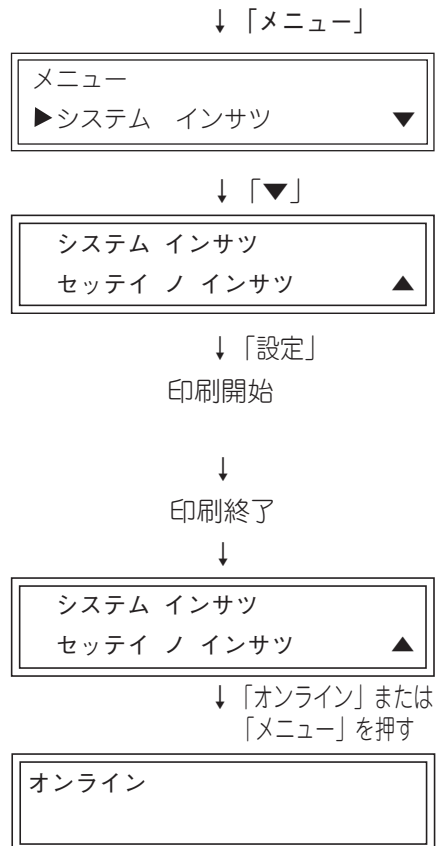 ↓「メニュー」
メニュー
▶システム　インサツ　▼
↓「▼」
システム インサツ
セッテイ ノ インサツ　▲
↓「設定」
印刷開始
↓
印刷終了
↓
システム インサツ
セッテイ ノ インサツ　▲
↓「オンライン」または
「メニュー」を押す
オンライン